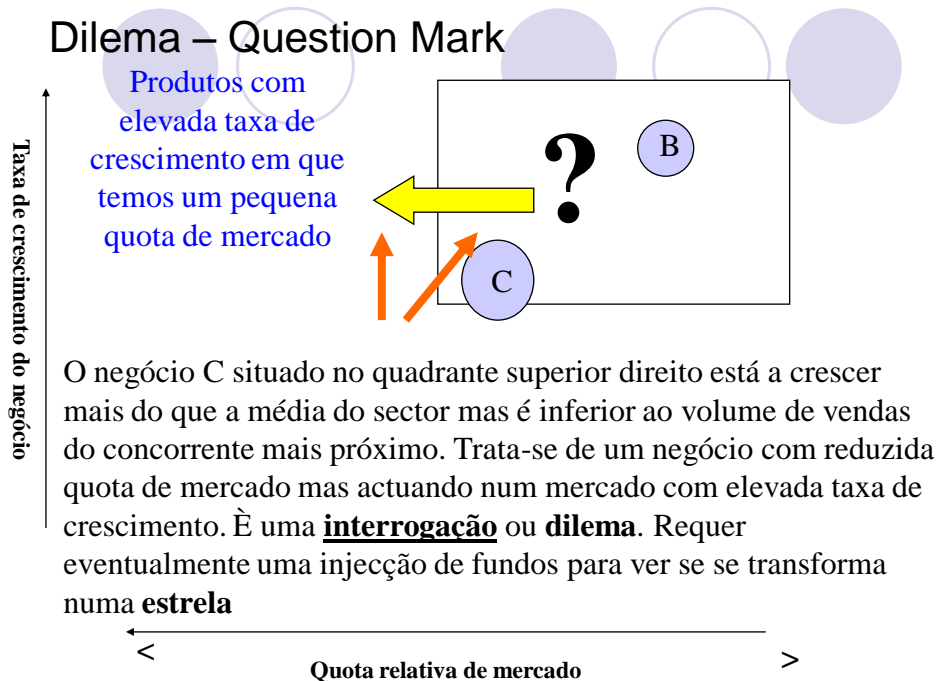 Dilema – Question Mark
Produtos com
elevada taxa de
crescimento em que
temos um pequena
quota de mercado
?
B
C
Taxa de crescimento do negócio
O negócio C situado no quadrante superior direito está a crescer
mais do que a média do sector mas é inferior ao volume de vendas
do concorrente mais próximo. Trata-se de um negócio com reduzida
quota de mercado mas actuando num mercado com elevada taxa de
crescimento. È uma interrogação ou dilema. Requer
eventualmente uma injecção de fundos para ver se se transforma
numa estrela
< >
Quota relativa de mercado